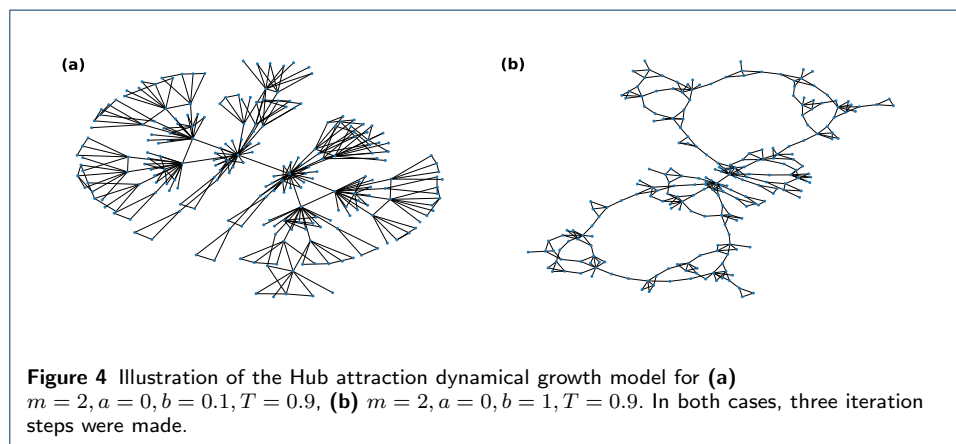 (a)
(b)
Figure 4 Illustration of the Hub attraction dynamical growth model for (a)
m = 2, a = 0, b = 0.1, T = 0.9, (b) m = 2, a = 0, b = 1, T = 0.9. In both cases, three iteration
steps were made.